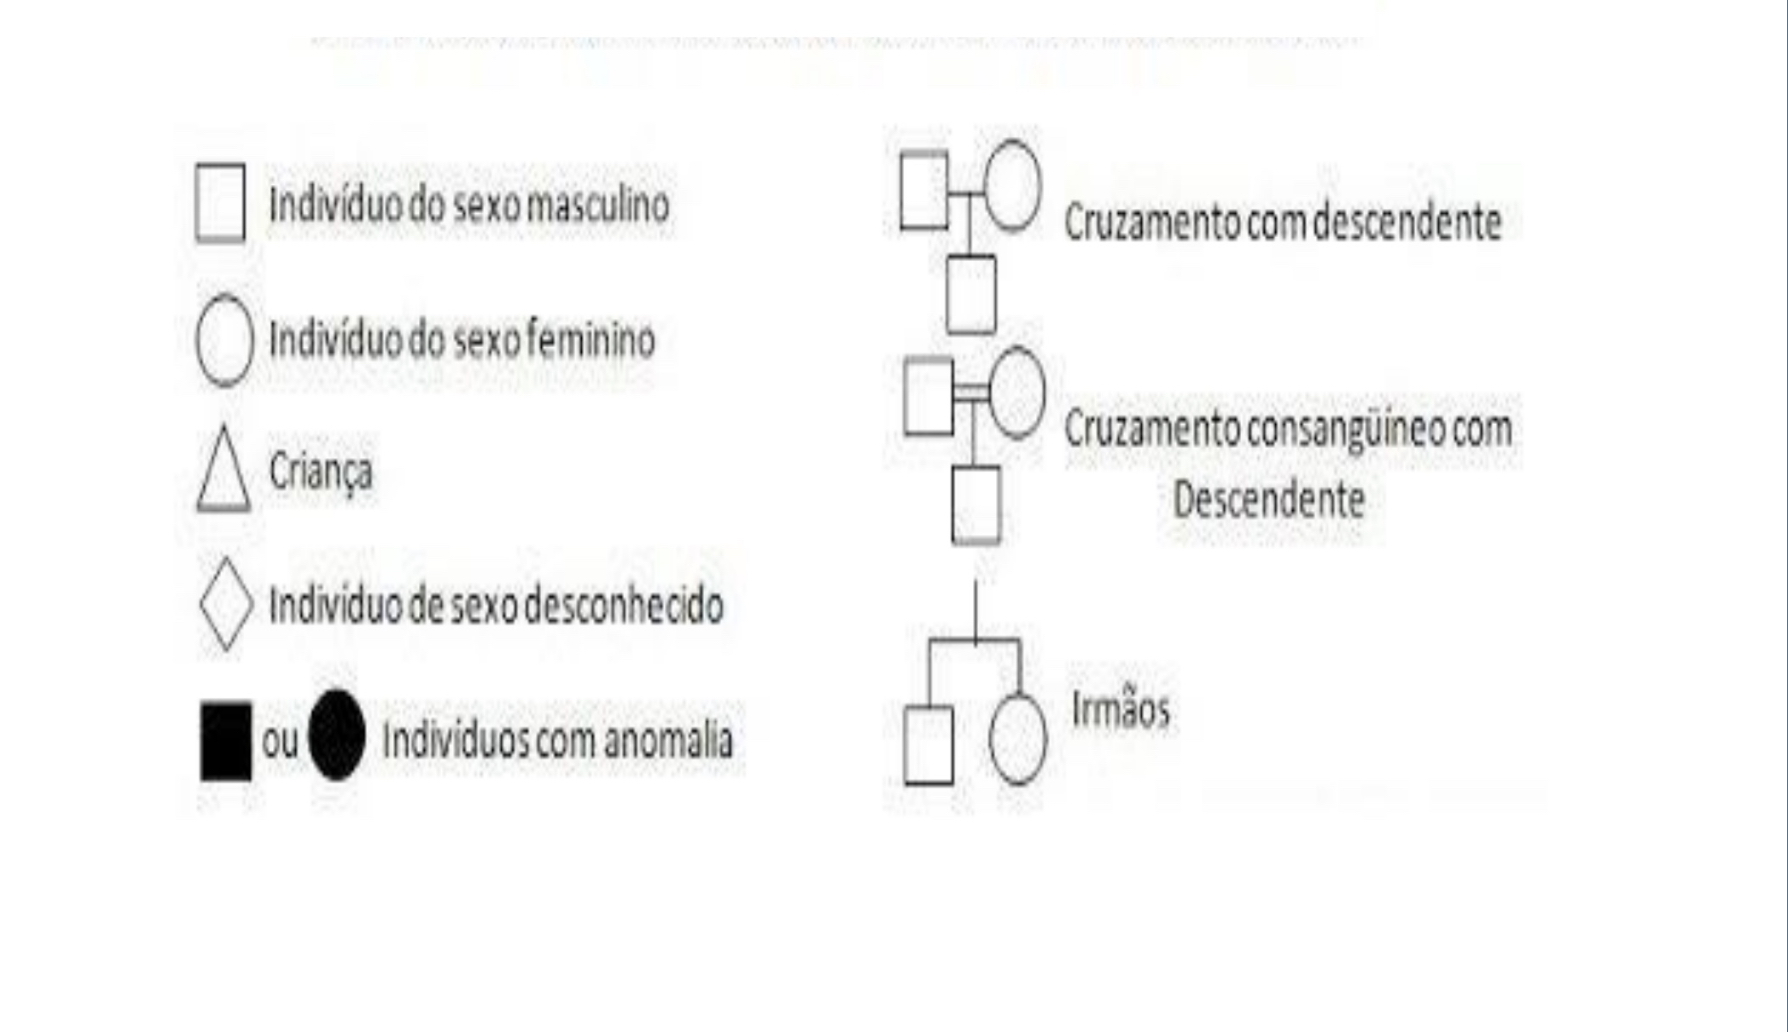 Indivíduo do sexo masculino
Indivíduo do sexo feminino
Criança
Indivíduo de sexo desconhecido
ou Indivíduos com anomalia
Cruzamento com descendente
Cruzamento consangüíneo com
Descendente
Irmãos